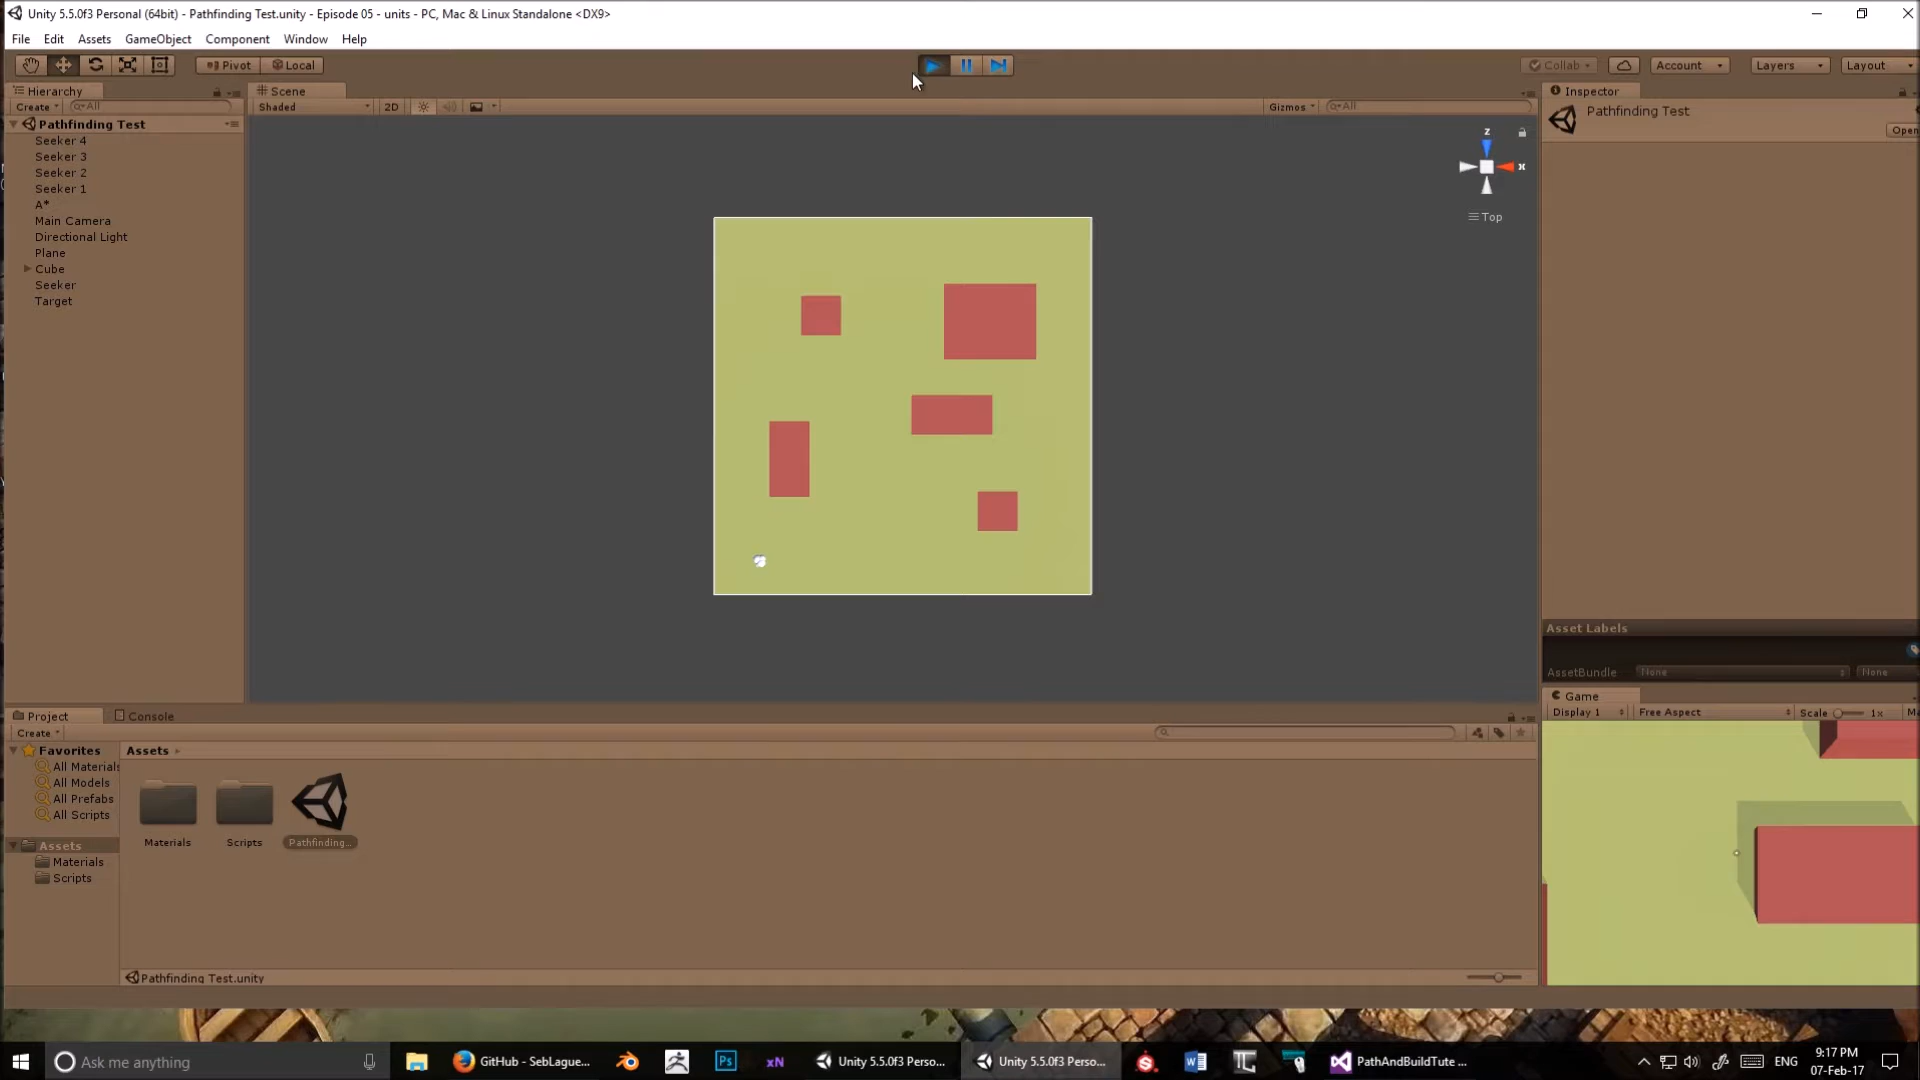 Unity 5.5.0f3 Personal (64bit) - Pathfinding Test.unity - Episode 05 - units - PC, Mac & Linux Standalone <DX9>
File Edit Assets GameObject Component Window Help
Pivot Local Collab Account Layers Layout
Hierarchy Scene Inspector
Create All Shaded 2D Gizmos All
Pathfinding Test
Pathfinding Test
Open
Seeker 4
Seeker 3
Seeker 2
Seeker 1
A*
Main Camera
Directional Light
Plane
Cube
Seeker
Target
z
x
Top
Asset Labels
AssetBundle None None
Game
Display 1 Free Aspect Scale 1x
Project Console
Create
Favorites
All Materials
All Models
All Prefabs
All Scripts
Assets
Materials
Scripts
Assets
Materials Scripts Pathfinding...
Pathfinding Test.unity
Ask me anything
GitHub - SebLague...
Ps
xN
Unity 5.5.0f3 Perso...
Unity 5.5.0f3 Perso...
PathAndBuildTute ...
ENG
9:17 PM
07-Feb-17